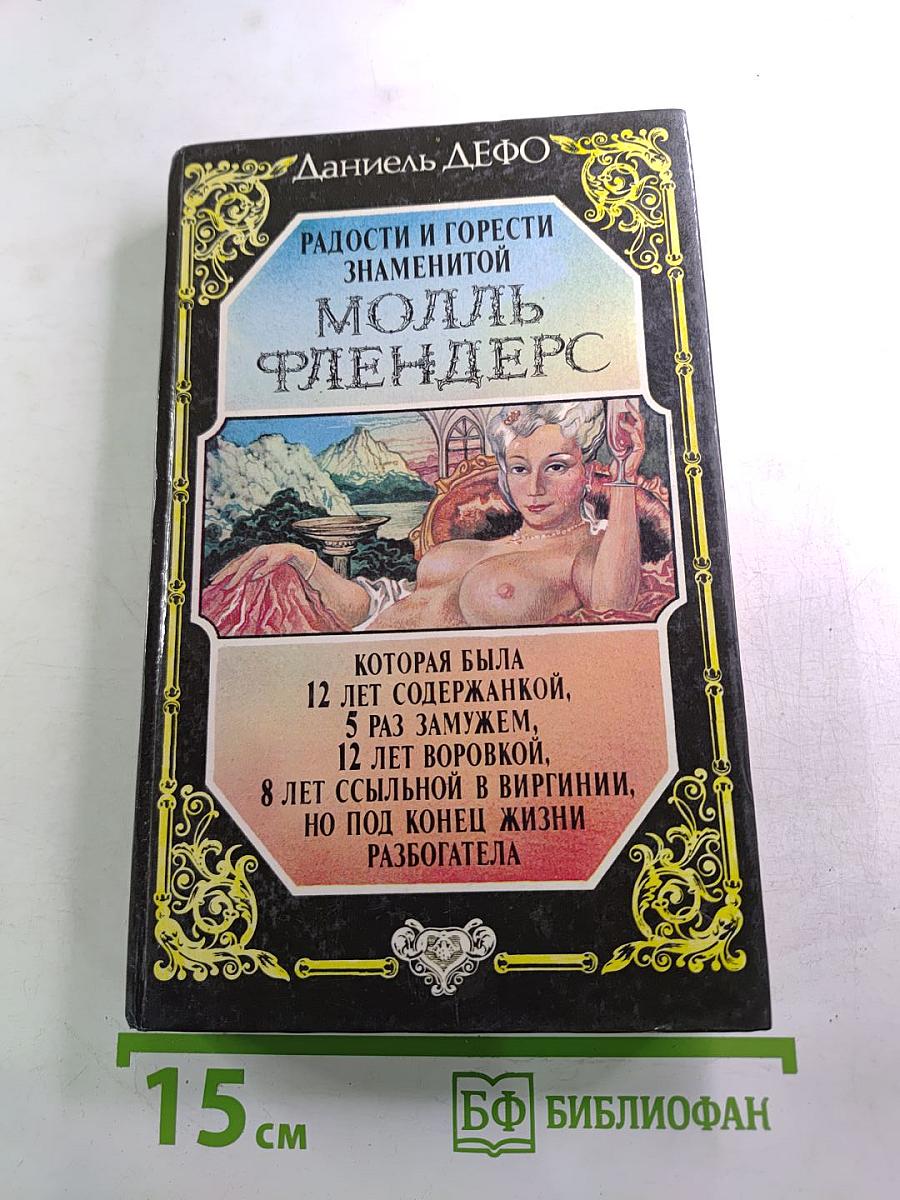 Даниель ДЕФО
РАДОСТИ И ГОРЕСТИ
ЗНАМЕНИТОЙ
МОЛЛЬ
ФЛЕНДЕРС
КОТОРАЯ БЫЛА
12 ЛЕТ СОДЕРЖАНКОЙ,
5 РАЗ ЗАМУЖЕМ,
12 ЛЕТ ВОРОВКОЙ,
8 ЛЕТ ССЫЛЬНОЙ В ВИРГИНИИ,
НО ПОД КОНЕЦ ЖИЗНИ
РАЗБОГАТЕЛА
15 см
БФ БИБЛИОФАН